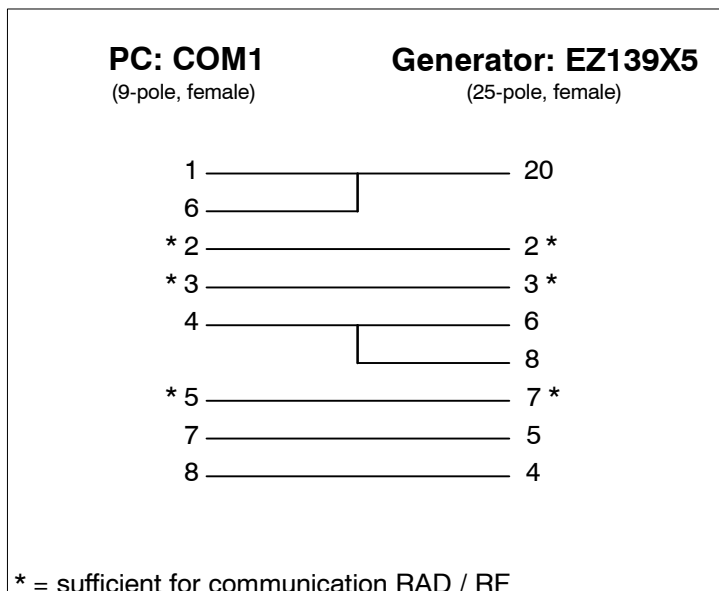 PC: COM1 Generator: EZ139X5
(9-pole, female) (25-pole, female)
1 20
6
* 2 2 *
* 3 3 *
4 6
8
* 5 7 *
7 5
8 4
* = sufficient for communication RAD / RF